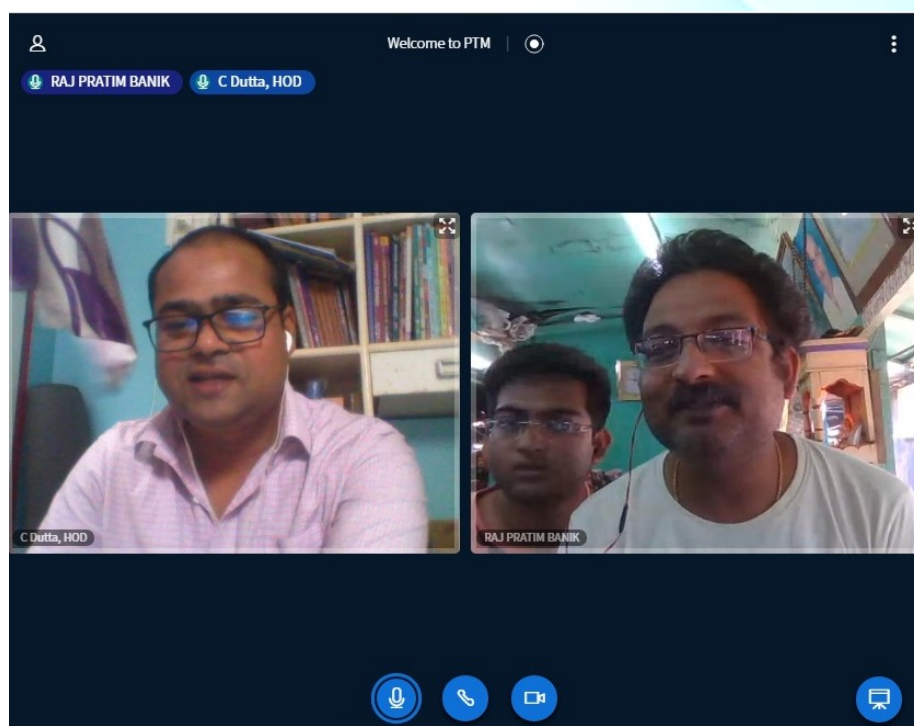 Welcome to PTM
RAJ PRATIM BANIK
C Dutta, HOD
C Dutta, HOD
RAJ PRATIM BANIK